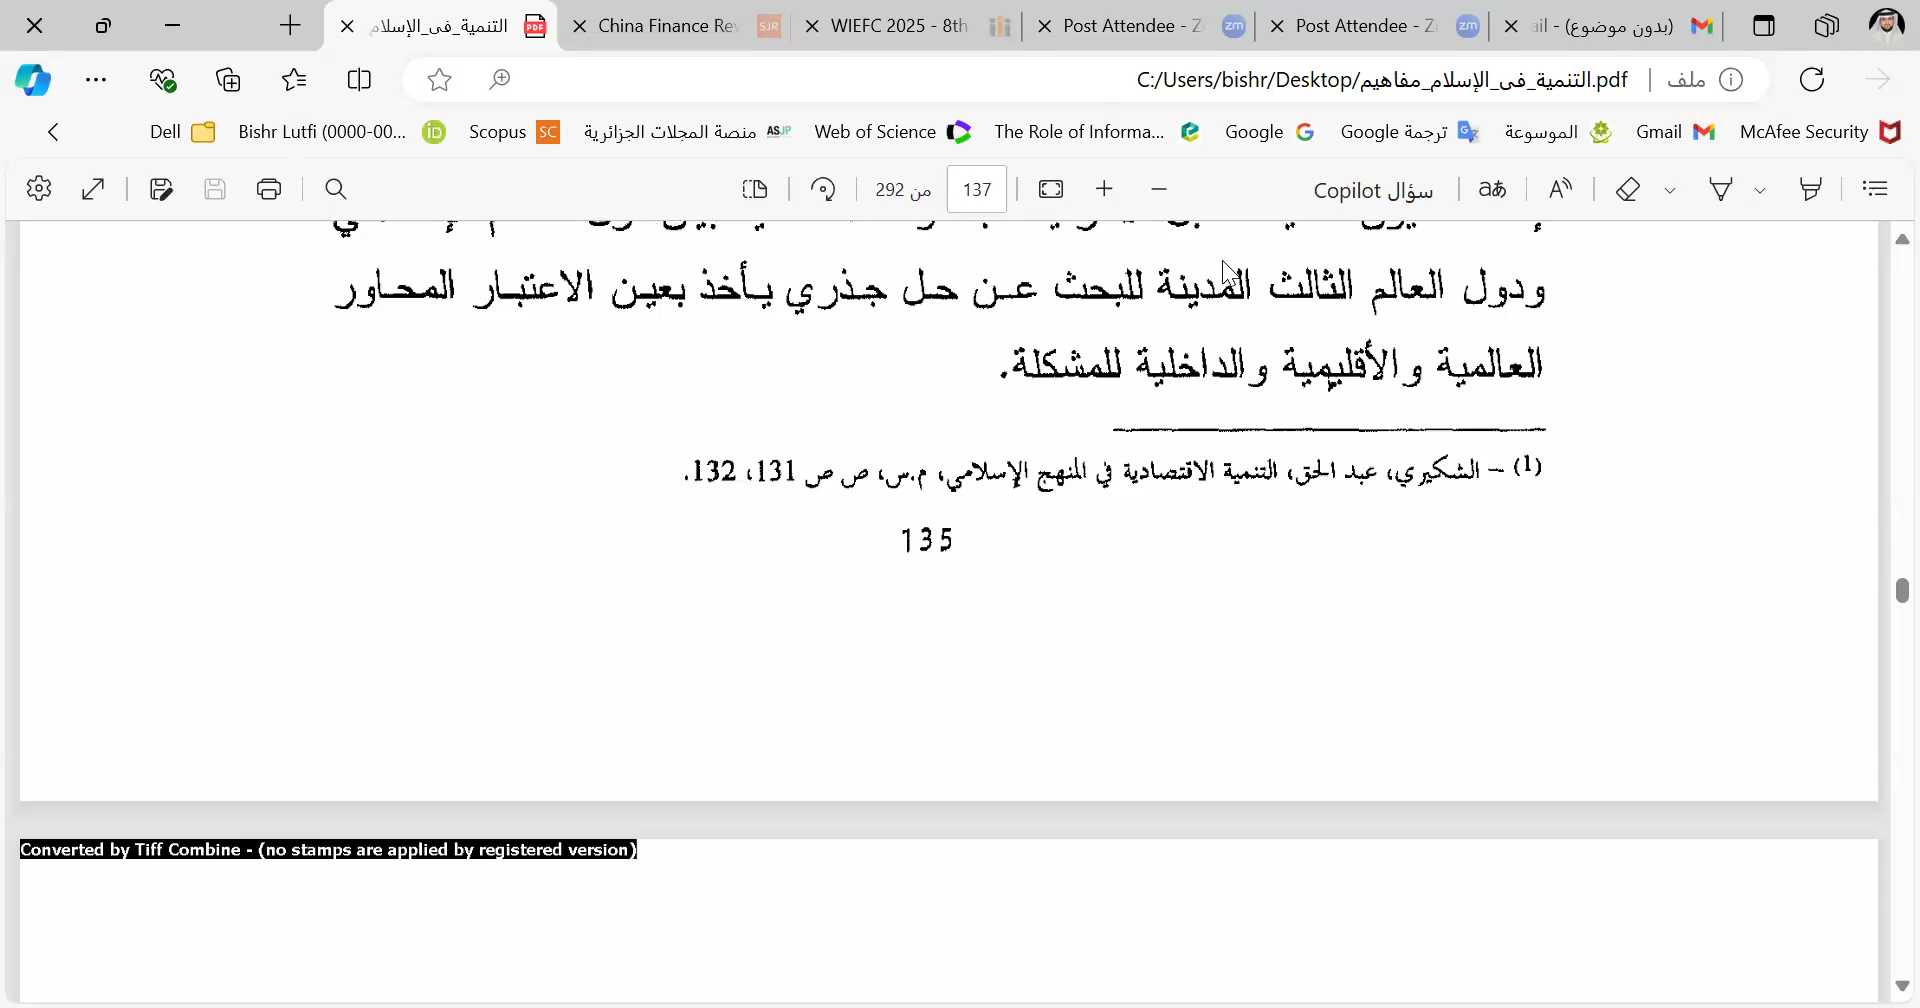 التنمية_فى_الإسلام
China Finance Rev
WIEFC 2025 - 8th
Post Attendee - Z
Post Attendee - Z
(بدون موضوع) - ail
C:/Users/bishr/Desktop/التنمية_فى_الإسلام_مفاهيم.pdf
ملف
Dell
Bishr Lutfi (0000-00...
Scopus
منصة المجلات الجزائرية
Web of Science
The Role of Informa...
Google
ترجمة Google
الموسوعة
Gmail
McAfee Security
137 من 292
سؤال Copilot
ودول العالم الثالث المدينة للبحث عن حل جذري يأخذ بعين الاعتبار المحاور
العالمية والأقليمية والداخلية للمشكلة.
(1) – الشكيري، عبد الحق، التنمية الاقتصادية في المنهج الإسلامي، م.س، ص ص 131، 132.
135
Converted by Tiff Combine - (no stamps are applied by registered version)